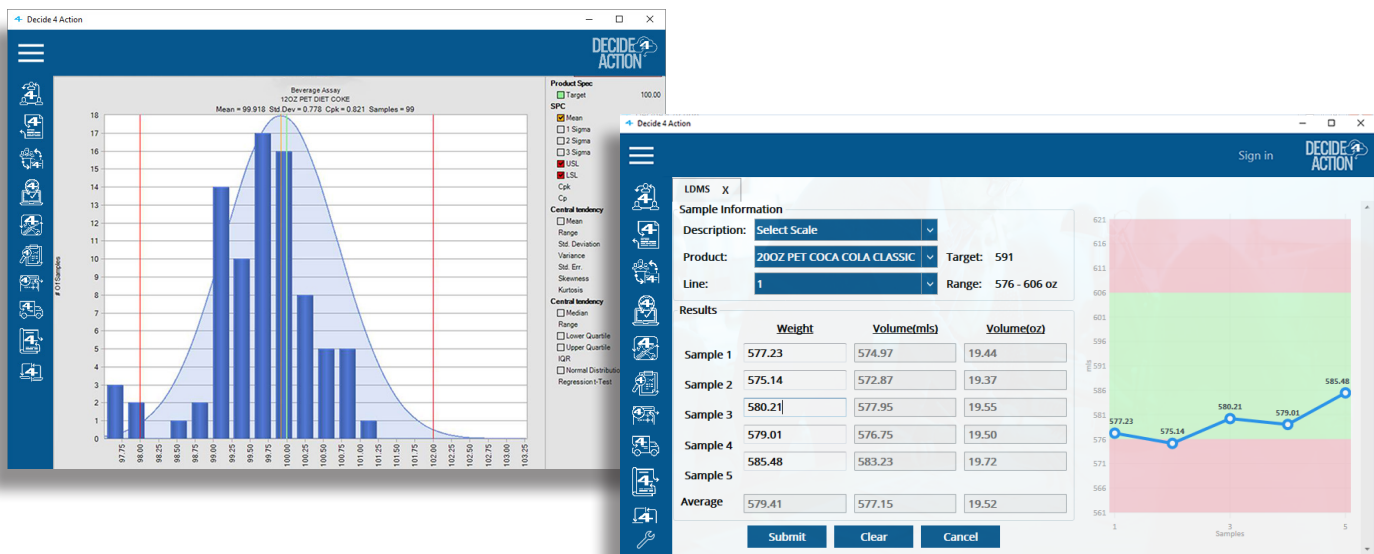 Decide 4 Action
DECIDE 4
ACTION
Beverage Assay
12OZ PET DIET COKE
Mean = 99.918 Std.Dev = 0.778 Cpk = 0.821 Samples = 99
18
17
16
15
14
13
12
11
10
9
8
7
6
5
4
3
2
1
0
# Of Samples
97.75 98.00 98.25 98.50 98.75 99.00 99.25 99.50 99.75 100.00 100.25 100.50 100.75 101.00 101.25 101.50 101.75 102.00 102.25 102.50 102.75 103.00 103.25
Product Spec
Target 100.00
SPC
Mean
1 Sigma
2 Sigma
3 Sigma
USL
LSL
Cpk
Cp
Central tendency
Mean
Range
Std. Deviation
Variance
Std. Err.
Skewness
Kurtosis
Central tendency
Median
Range
Lower Quartile
Upper Quartile
IQR
Normal Distributio
Regression t-Test
Decide 4 Action
Sign in
DECIDE 4
ACTION
LDMS X
Sample Information
Description: Select Scale
Product: 20OZ PET COCA COLA CLASSIC Target: 591
Line: 1 Range: 576 - 606 oz
Results
Weight Volume(mls) Volume(oz)
Sample 1 577.23 574.97 19.44
Sample 2 575.14 572.87 19.37
Sample 3 580.21 577.95 19.55
Sample 4 579.01 576.75 19.50
Sample 5 585.48 583.23 19.72
Average 579.41 577.15 19.52
Submit Clear Cancel
621
616
611
606
601
596
591
586
581
576
571
566
561
mls
577.23 575.14 580.21 579.01 585.48
1 3 5
Samples